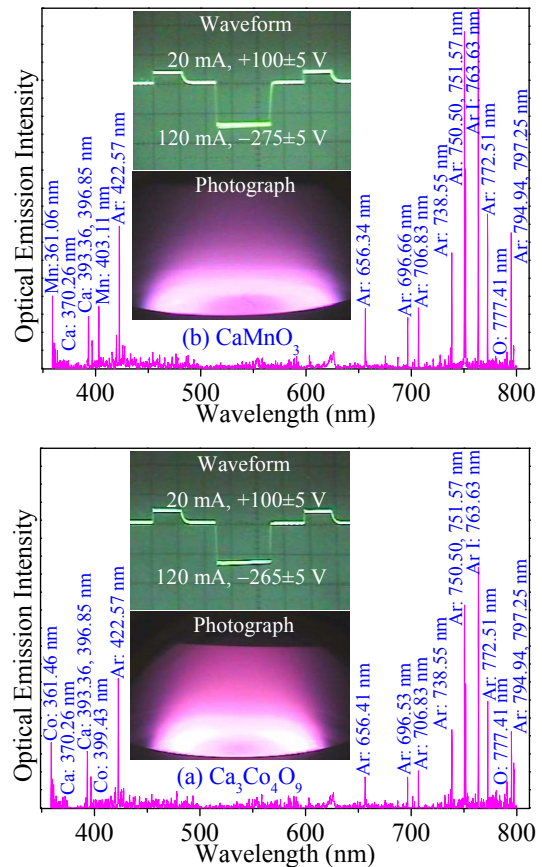 Optical Emission Intensity
Waveform
20 mA, +100±5 V
120 mA, −275±5 V
Photograph
(b) CaMnO3
Mn: 361.06 nm
Ca: 370.26 nm
Ca: 393.36, 396.85 nm
Mn: 403.11 nm
Ar: 422.57 nm
Ar: 656.34 nm
Ar: 696.66 nm
Ar: 706.83 nm
Ar: 738.55 nm
Ar: 750.50, 751.57 nm
Ar I: 763.63 nm
Ar: 772.51 nm
O: 777.41 nm
Ar: 794.94, 797.25 nm
400 500 600 700 800
Wavelength (nm)
Optical Emission Intensity
Waveform
20 mA, +100±5 V
120 mA, −265±5 V
Photograph
(a) Ca3Co4O9
Co: 361.46 nm
Ca: 370.26 nm
Ca: 393.36, 396.85 nm
Co: 399.43 nm
Ar: 422.57 nm
Ar: 656.41 nm
Ar: 696.53 nm
Ar: 706.83 nm
Ar: 738.55 nm
Ar: 750.50, 751.57 nm
Ar I: 763.63 nm
Ar: 772.51 nm
O: 777.41 nm
Ar: 794.94, 797.25 nm
400 500 600 700 800
Wavelength (nm)